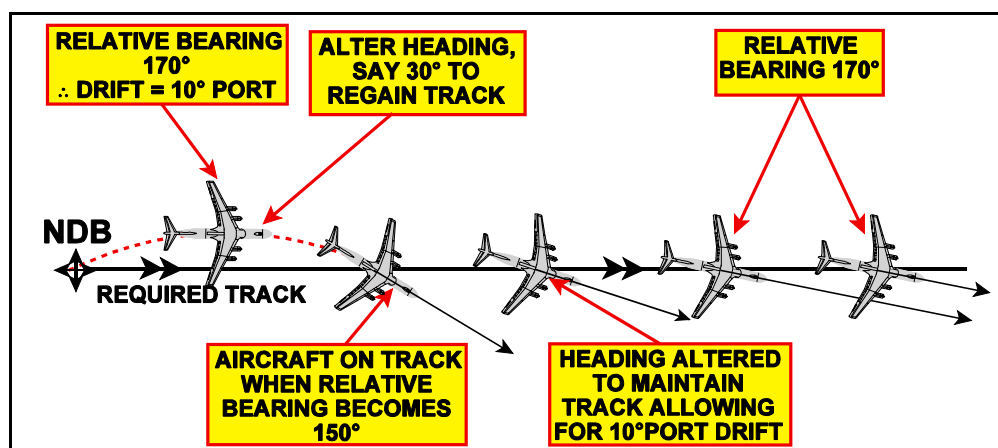 RELATIVE BEARING
170°
∴ DRIFT = 10° PORT
ALTER HEADING,
SAY 30° TO
REGAIN TRACK
RELATIVE
BEARING 170°
NDB
REQUIRED TRACK
AIRCRAFT ON TRACK
WHEN RELATIVE
BEARING BECOMES
150°
HEADING ALTERED
TO MAINTAIN
TRACK ALLOWING
FOR 10°PORT DRIFT